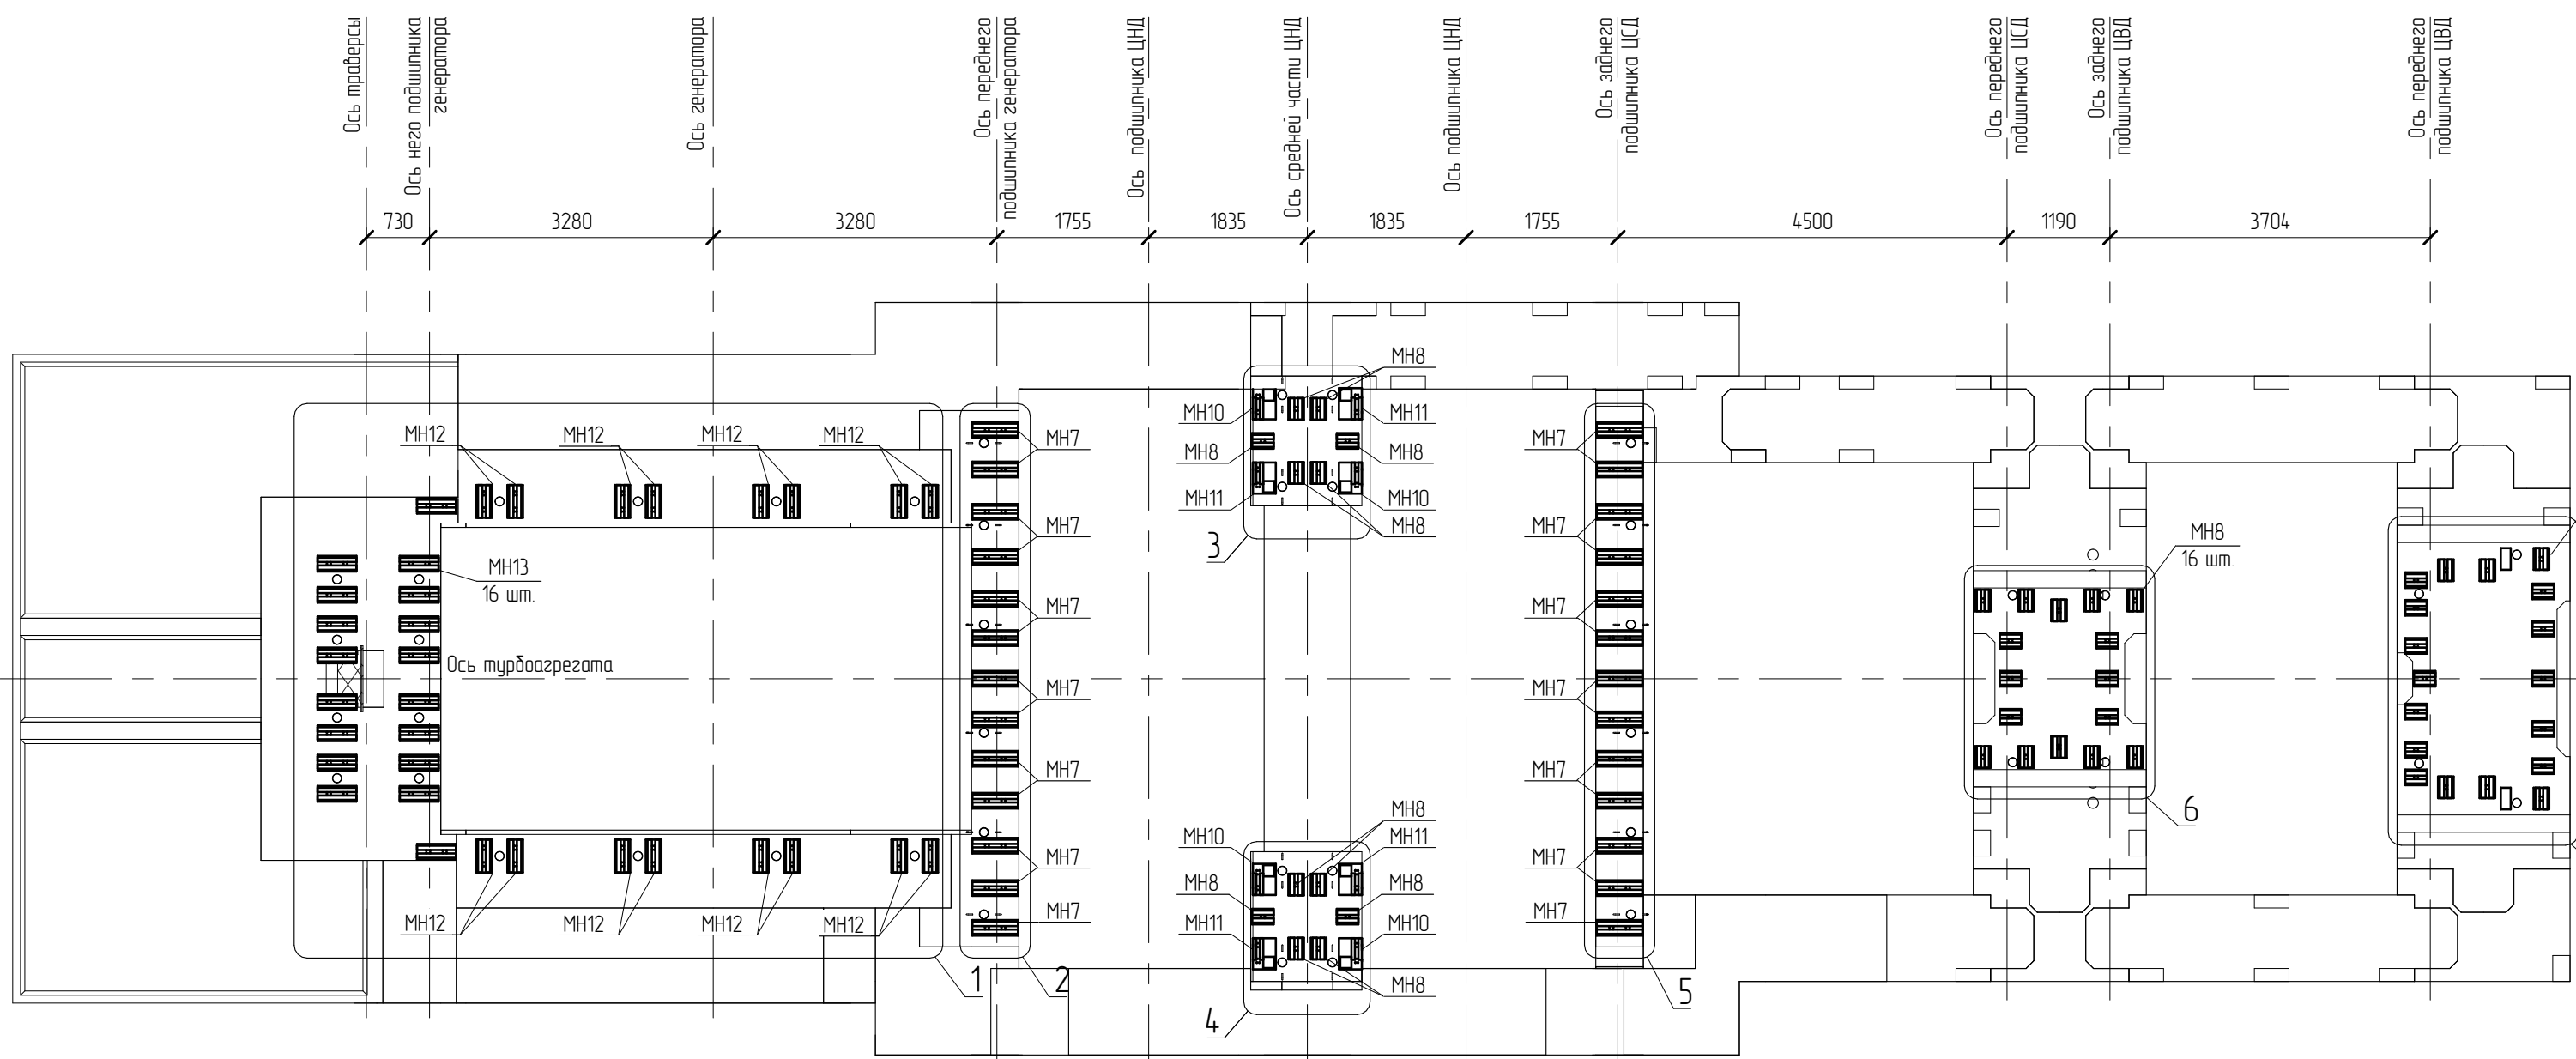 Ось траверсы
Ось него подшипника
генератора
Ось генератора
Ось переднего
подшипника генератора
Ось подшипника ЦНД
Ось средней части ЦНД
Ось подшипника ЦНД
Ось заднего
подшипника ЦСД
Ось переднего
подшипника ЦСД
Ось заднего
подшипника ЦВД
Ось переднего
подшипника ЦВД
730
3280
3280
1755
1835
1835
1755
4500
1190
3704
МН8
МН10
МН11
МН12
МН12
МН12
МН12
МН7
МН7
МН8
МН8
МН11
МН10
МН7
МН8
МН7
3
МН8
16 шт.
МН13
16 шт.
МН7
МН7
Ось турбоагрегата
МН7
МН7
МН7
МН7
МН8
6
МН10
МН11
МН7
МН7
МН8
МН8
МН12
МН12
МН12
МН12
МН7
МН11
МН10
МН7
1
2
МН8
5
4